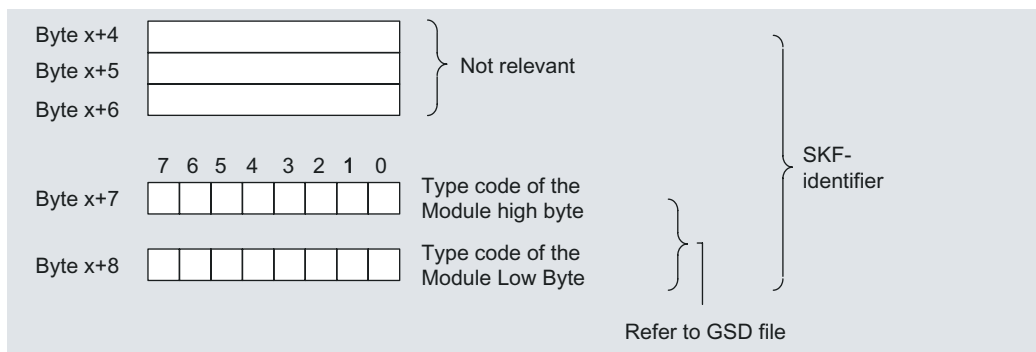 Byte x+4
Byte x+5
Byte x+6
Not relevant
7 6 5 4 3 2 1 0
Byte x+7
Type code of the
Module high byte
Byte x+8
Type code of the
Module Low Byte
SKF-
identifier
Refer to GSD file